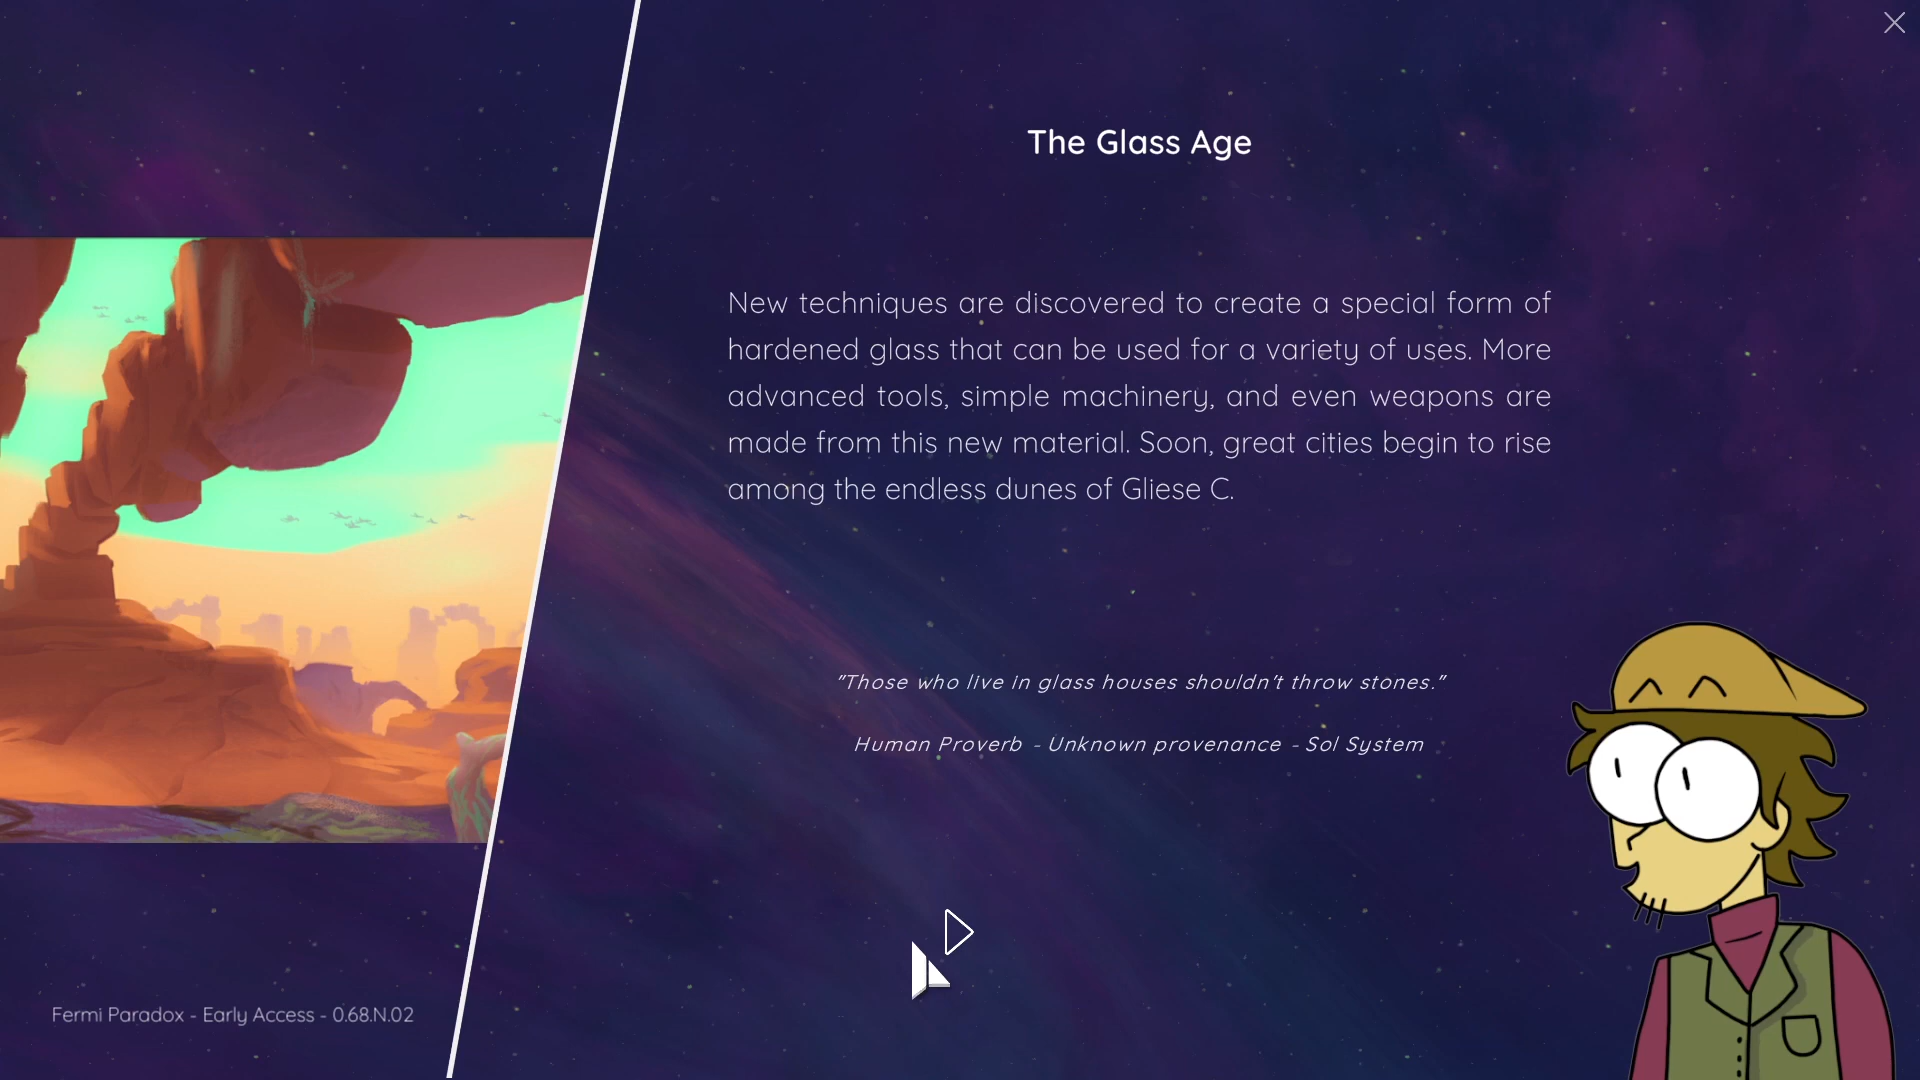 The Glass Age
New techniques are discovered to create a special form of
hardened glass that can be used for a variety of uses. More
advanced tools, simple machinery, and even weapons are
made from this new material. Soon, great cities begin to rise
among the endless dunes of Gliese C.
"Those who live in glass houses shouldn't throw stones."
Human Proverb - Unknown provenance - Sol System
Fermi Paradox - Early Access - 0.68.N.02